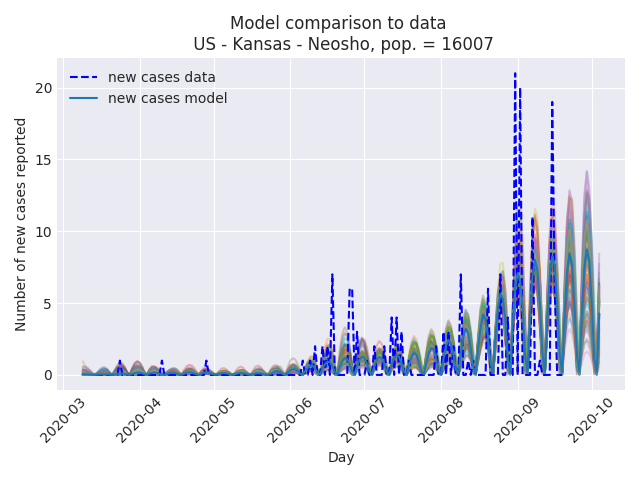 Model comparison to data
US - Kansas - Neosho, pop. = 16007
new cases data
new cases model
Number of new cases reported
20
15
10
5
0
2020-03
2020-04
2020-05
2020-06
2020-07
2020-08
2020-09
2020-10
Day